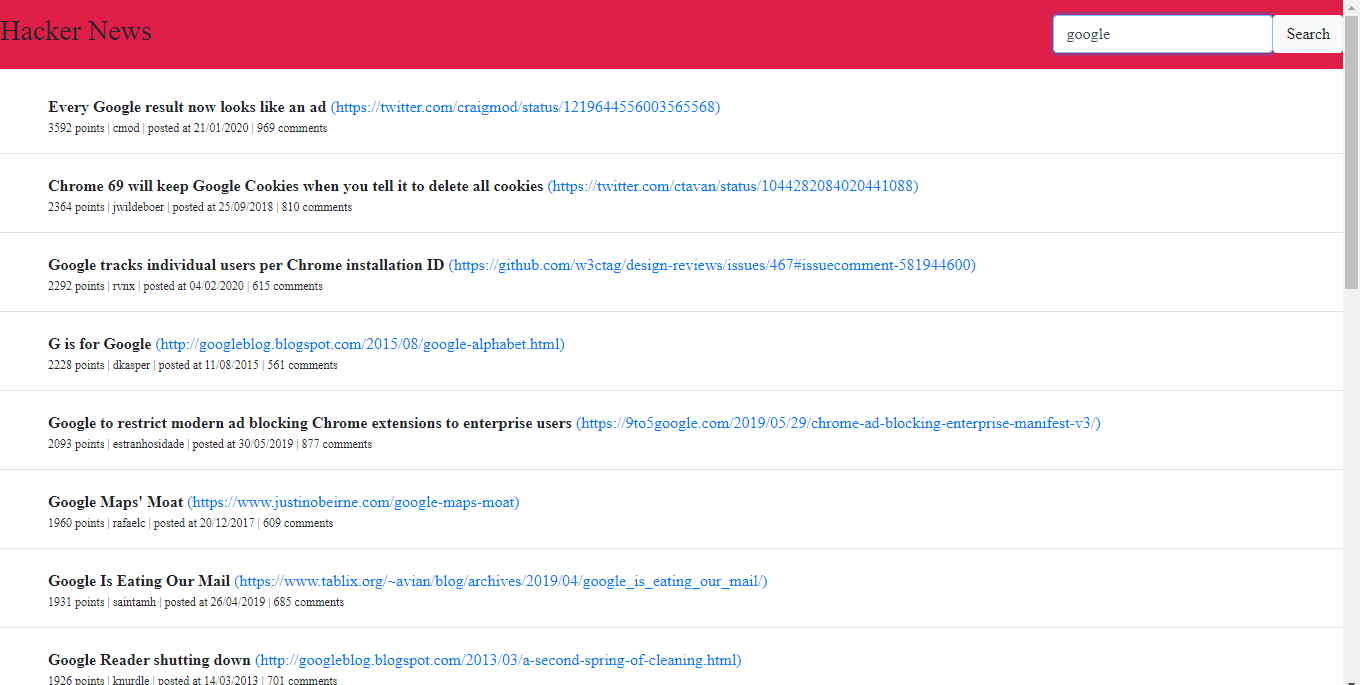 Hacker News
google
Search
Every Google result now looks like an ad (https://twitter.com/craigmod/status/1219644556003565568)
3592 points | cmod | posted at 21/01/2020 | 969 comments
Chrome 69 will keep Google Cookies when you tell it to delete all cookies (https://twitter.com/ctavan/status/1044282084020441088)
2364 points | jwildeboer | posted at 25/09/2018 | 810 comments
Google tracks individual users per Chrome installation ID (https://github.com/w3ctag/design-reviews/issues/467#issuecomment-581944600)
2292 points | rvnx | posted at 04/02/2020 | 615 comments
G is for Google (http://googleblog.blogspot.com/2015/08/google-alphabet.html)
2228 points | dkasper | posted at 11/08/2015 | 561 comments
Google to restrict modern ad blocking Chrome extensions to enterprise users (https://9to5google.com/2019/05/29/chrome-ad-blocking-enterprise-manifest-v3/)
2093 points | estranhosidade | posted at 30/05/2019 | 877 comments
Google Maps' Moat (https://www.justinobeirne.com/google-maps-moat)
1960 points | rafaelc | posted at 20/12/2017 | 609 comments
Google Is Eating Our Mail (https://www.tablix.org/~avian/blog/archives/2019/04/google_is_eating_our_mail/)
1931 points | saintamh | posted at 26/04/2019 | 685 comments
Google Reader shutting down (http://googleblog.blogspot.com/2013/03/a-second-spring-of-cleaning.html)
1926 points | knurdle | posted at 14/03/2013 | 701 comments